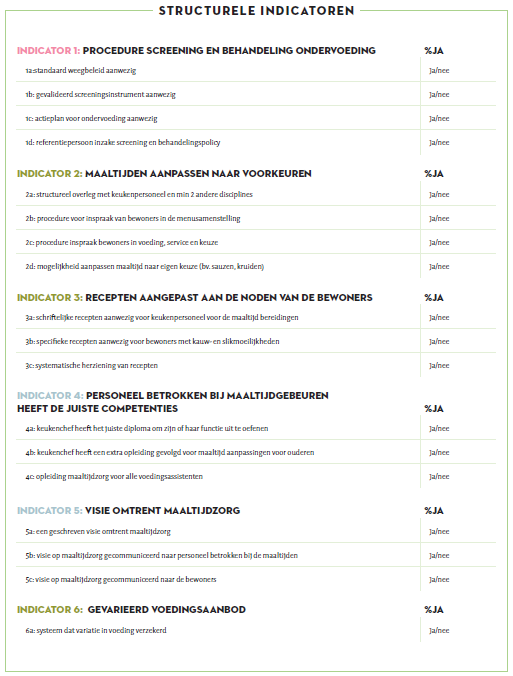 STRUCTURELE INDICATOREN
INDICATOR 1: PROCEDURE SCREENING EN BEHANDELING ONDERVOEDING %JA
1a:standaard weegbeleid aanwezig Ja/nee
1b: gevalideerd screeningsinstrument aanwezig Ja/nee
1c: actieplan voor ondervoeding aanwezig Ja/nee
1d: referentiepersoon inzake screening en behandelingspolicy Ja/nee
INDICATOR 2: MAALTIJDEN AANPASSEN NAAR VOORKEUREN %JA
2a: structureel overleg met keukenpersoneel en min 2 andere disciplines Ja/nee
2b: procedure voor inspraak van bewoners in de menusamenstelling Ja/nee
2c: procedure inspraak bewoners in voeding, service en keuze Ja/nee
2d: mogelijkheid aanpassen maaltijd naar eigen keuze (bv. sauzen, kruiden) Ja/nee
INDICATOR 3: RECEPTEN AANGEPAST AAN DE NODEN VAN DE BEWONERS %JA
3a: schriftelijke recepten aanwezig voor keukenpersoneel voor de maaltijd bereidingen Ja/nee
3b: specifieke recepten aanwezig voor bewoners met kauw- en slikmoeilijkheden Ja/nee
3c: systematische herziening van recepten Ja/nee
INDICATOR 4: PERSONEEL BETROKKEN BIJ MAALTIJDGEBEUREN
HEEFT DE JUISTE COMPETENTIES %JA
4a: keukenchef heeft het juiste diploma om zijn of haar functie uit te oefenen Ja/nee
4b: keukenchef heeft een extra opleiding gevolgd voor maaltijd aanpassingen voor ouderen Ja/nee
4c: opleiding maaltijdzorg voor alle voedingsassistenten Ja/nee
INDICATOR 5: VISIE OMTRENT MAALTIJDZORG %JA
5a: een geschreven visie omtrent maaltijdzorg Ja/nee
5b: visie op maaltijdzorg gecommuniceerd naar personeel betrokken bij de maaltijden Ja/nee
5c: visie op maaltijdzorg gecommuniceerd naar de bewoners Ja/nee
INDICATOR 6: GEVARIEERD VOEDINGSAANBOD %JA
6a: systeem dat variatie in voeding verzekerd Ja/nee